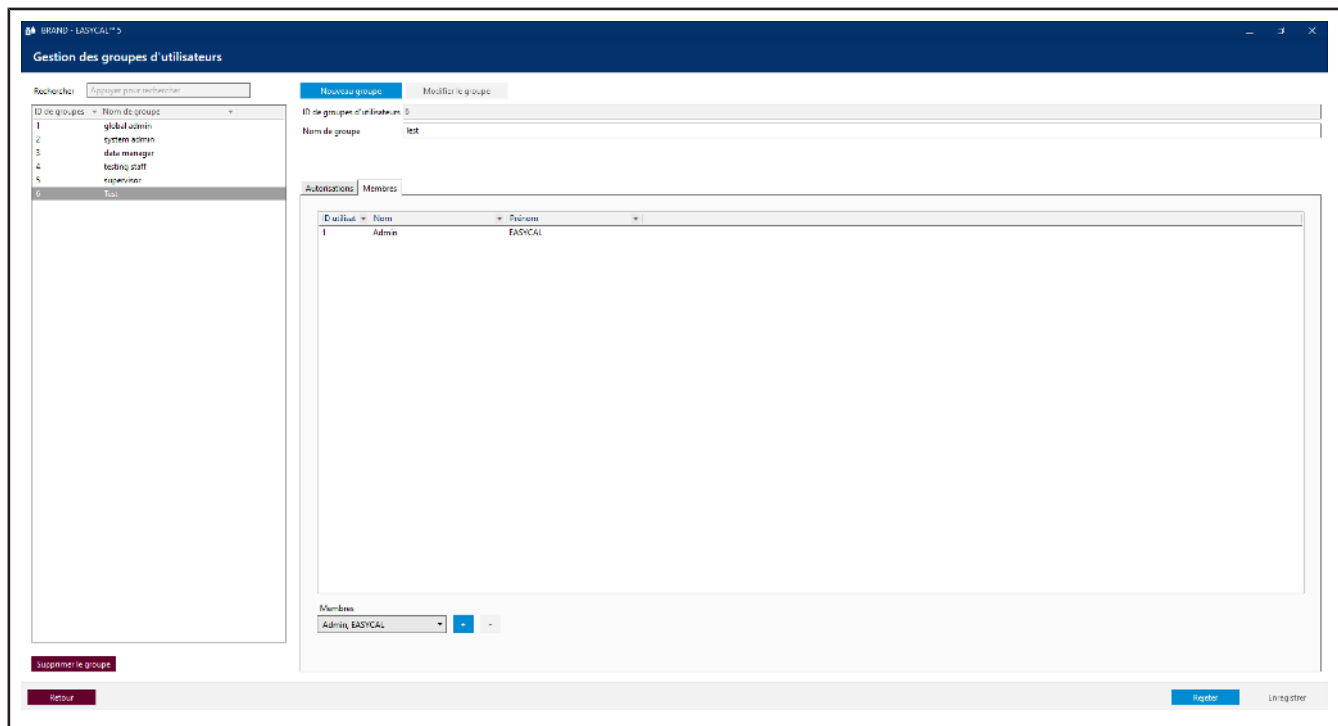 BRAND - EASYCAL™ 5
Gestion des groupes d'utilisateurs
Rechercher Appuyer pour rechercher
ID de groupes Nom de groupe
1 global admin
2 system admin
3 data manager
4 testing staff
5 supervisor
6 Test
Supprimer le groupe
Nouveau groupe Modifier le groupe
ID de groupes d'utilisateurs 6
Nom de groupe Test
Autorisations Membres
ID utilisat Nom Prénom
1 Admin EASYCAL
Membres
Admin, EASYCAL + -
Retour Rejeter Enregistrer